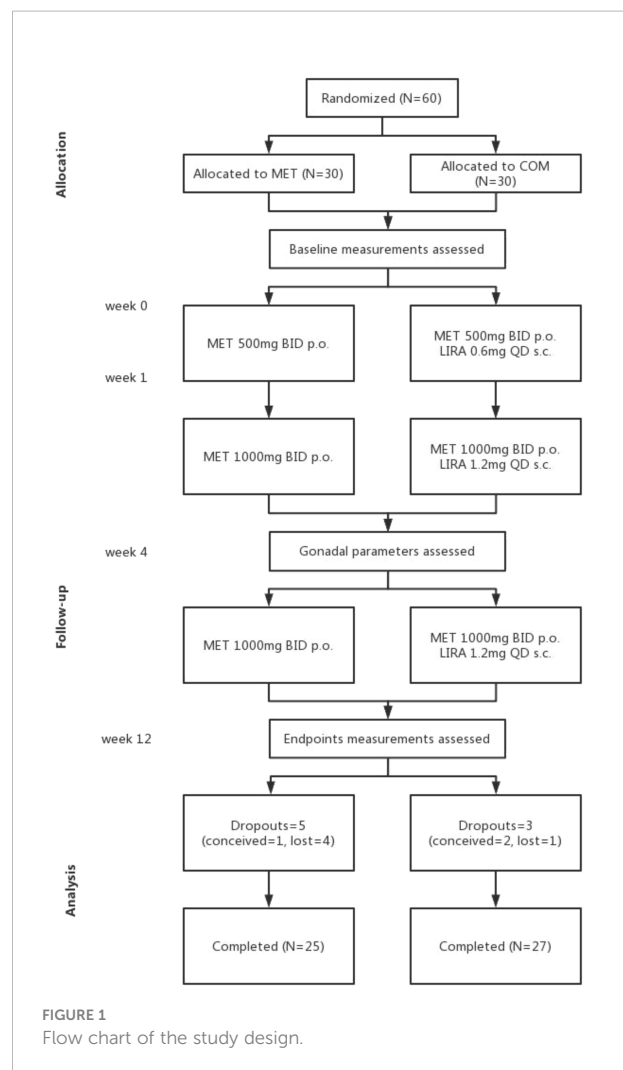 Randomized (N=60)
Allocation
Allocated to MET (N=30)
Allocated to COM
(N=30)
Baseline measurements assessed
week 0
MET 500mg BID p.o.
MET 500mg BID p.o.
LIRA 0.6mg QD s.c.
week 1
MET 1000mg BID p.o.
MET 1000mg BID p.o.
LIRA 1.2mg QD s.c.
week 4
Gonadal parameters assessed
Follow-up
MET 1000mg BID p.o.
MET 1000mg BID p.o.
LIRA 1.2mg QD s.c.
week 12
Endpoints measurements assessed
Dropouts=5
(conceived=1, lost=4)
Dropouts=3
(conceived=2, lost=1)
Analysis
Completed (N=25)
Completed (N=27)
FIGURE 1
Flow chart of the study design.